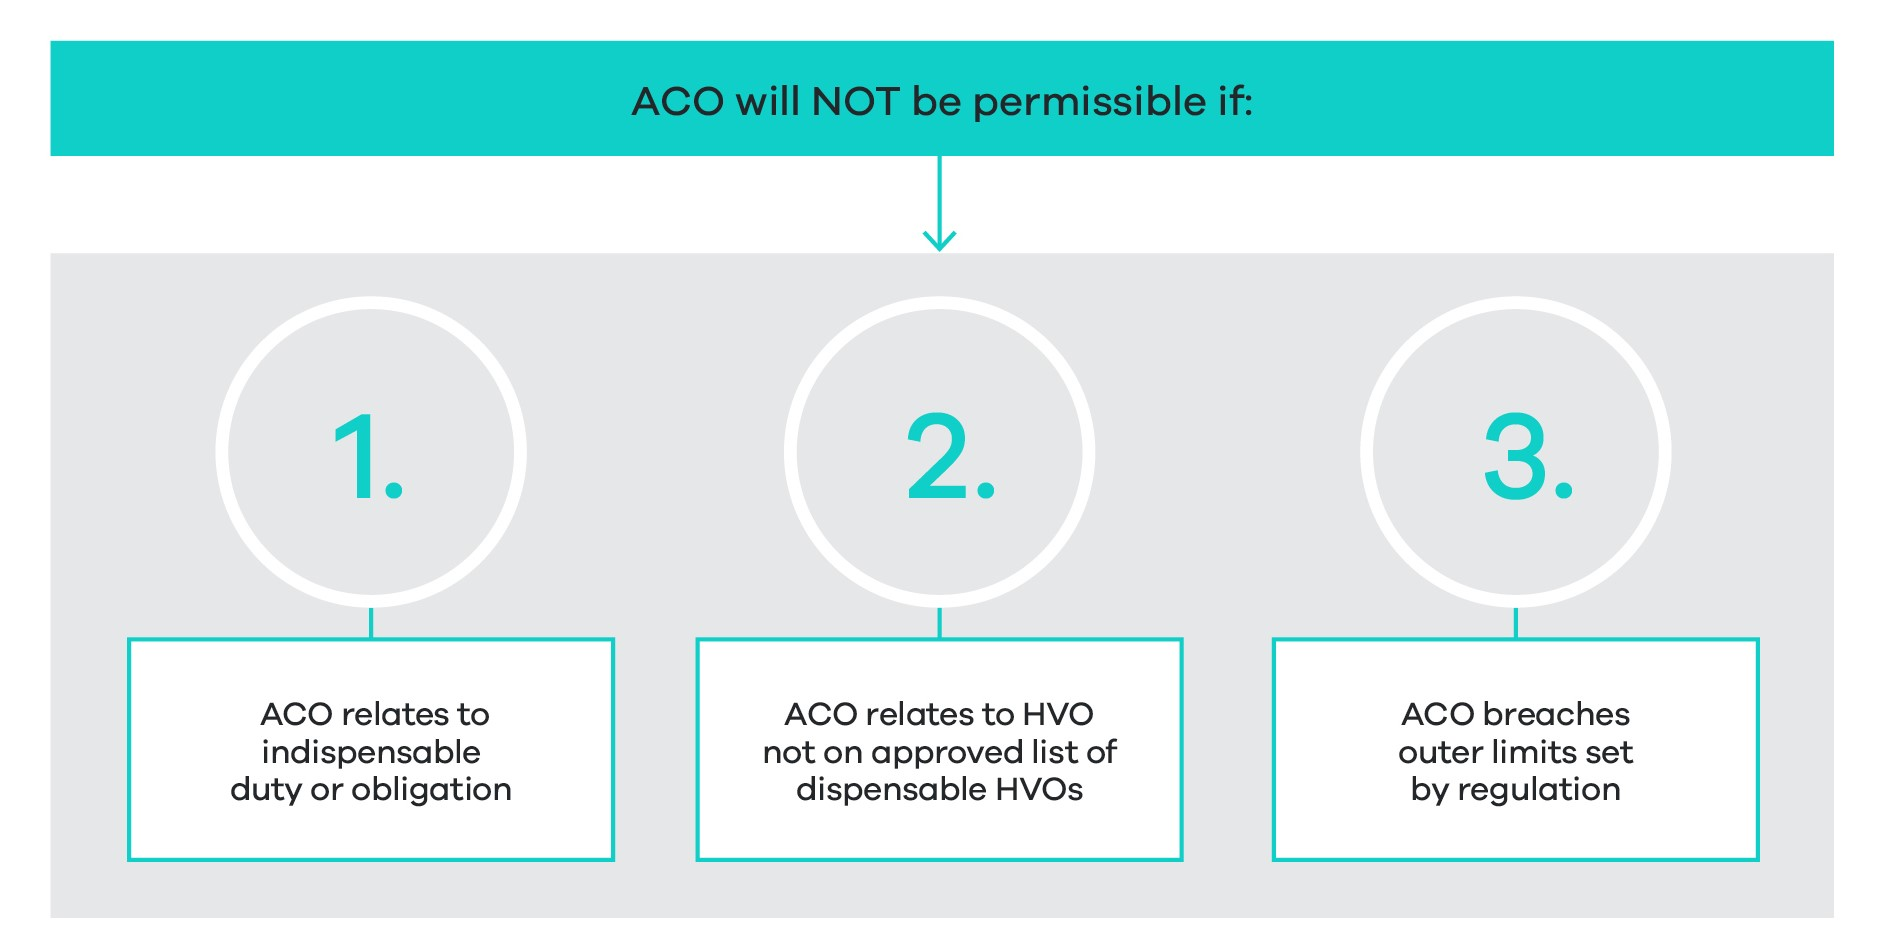 ACO will NOT be permissible if:
1.
ACO relates to
indispensable
duty or obligation
2.
ACO relates to HVO
not on approved list of
dispensable HVOs
3.
ACO breaches
outer limits set
by regulation